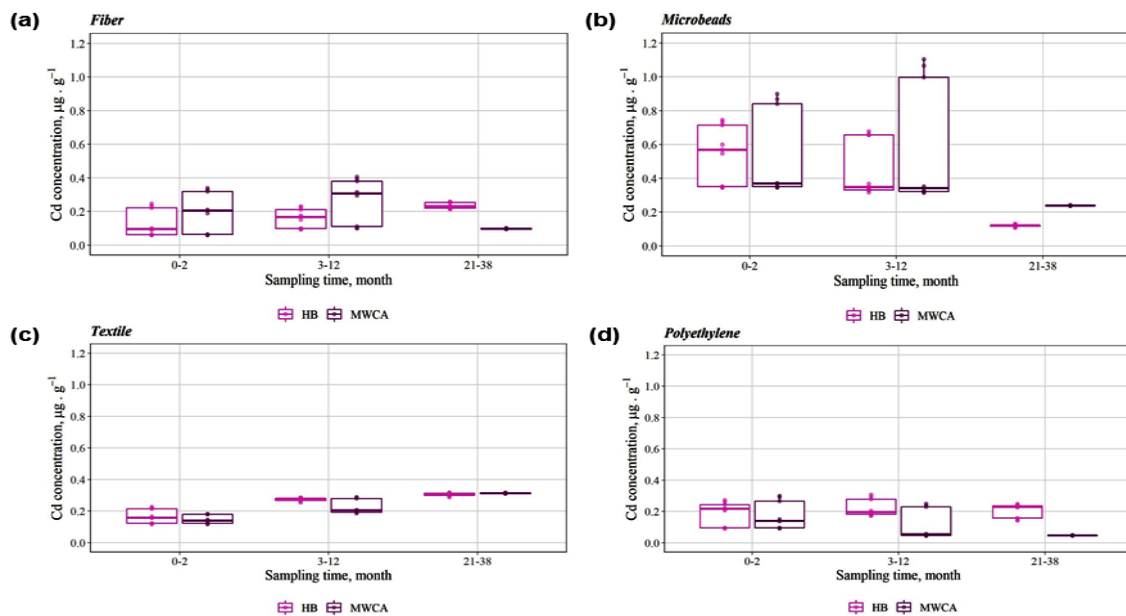 (a) Fiber
1.2
1.0
0.8
0.6
0.4
0.2
0.0
Cd concentration, µg . g⁻¹
0-2 3-12 21-38
Sampling time, month
HB MWCA
(b) Microbeads
1.2
1.0
0.8
0.6
0.4
0.2
0.0
Cd concentration, µg . g⁻¹
0-2 3-12 21-38
Sampling time, month
HB MWCA
(c) Textile
1.2
1.0
0.8
0.6
0.4
0.2
0.0
Cd concentration, µg . g⁻¹
0-2 3-12 21-38
Sampling time, month
HB MWCA
(d) Polyethylene
1.2
1.0
0.8
0.6
0.4
0.2
0.0
Cd concentration, µg . g⁻¹
0-2 3-12 21-38
Sampling time, month
HB MWCA